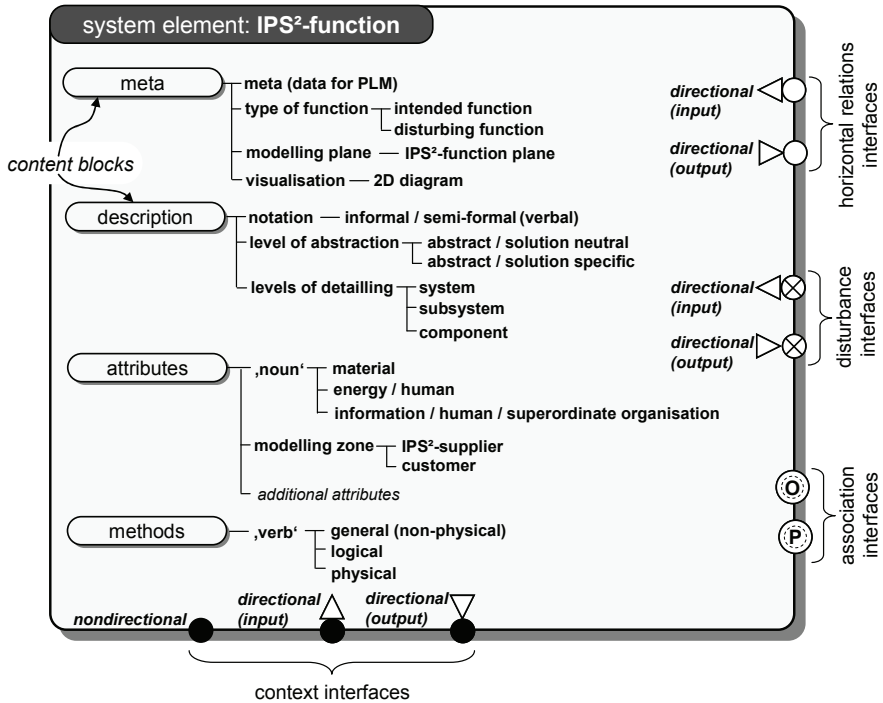 system element: IPS²-function
meta
meta (data for PLM)
type of function
intended function
disturbing function
modelling plane
IPS²-function plane
visualisation
2D diagram
content blocks
description
notation
informal / semi-formal (verbal)
level of abstraction
abstract / solution neutral
abstract / solution specific
levels of detailling
system
subsystem
component
attributes
‚noun‘
material
energy / human
information / human / superordinate organisation
modelling zone
IPS²-supplier
customer
additional attributes
methods
‚verb‘
general (non-physical)
logical
physical
directional
(input)
directional
(output)
horizontal relations
interfaces
directional
(input)
directional
(output)
disturbance
interfaces
O
P
association
interfaces
nondirectional
directional
(input)
directional
(output)
context interfaces